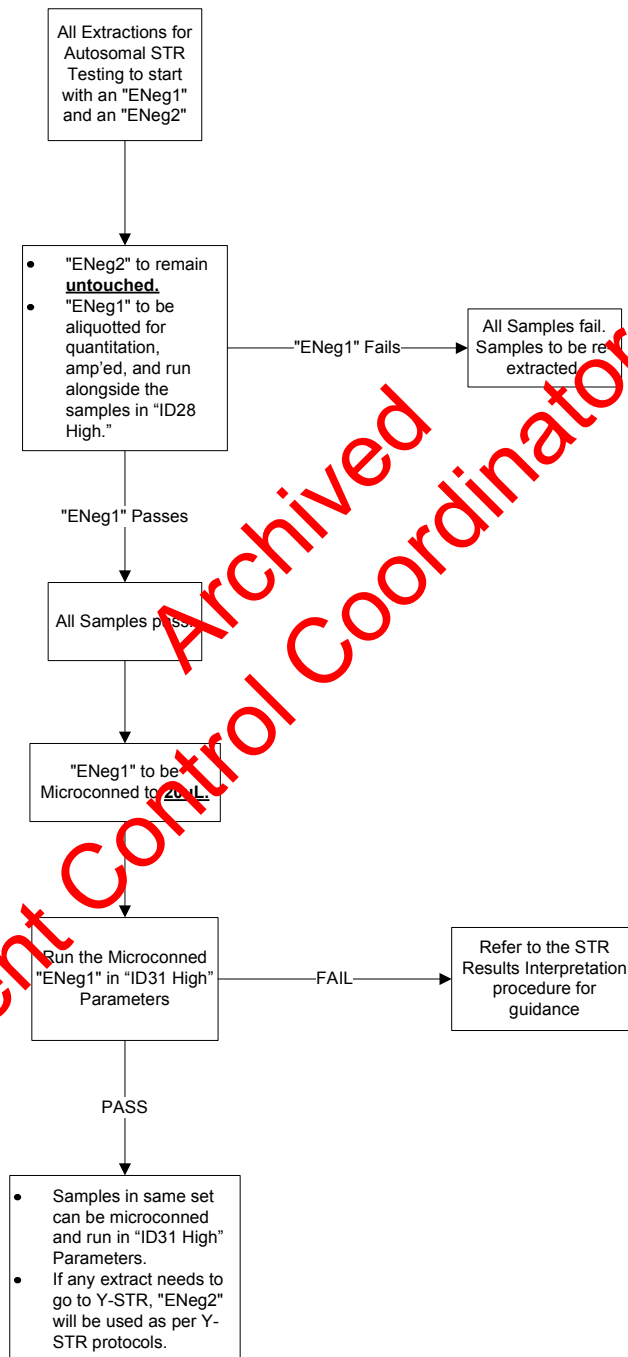 All Extractions for
Autosomal STR
Testing to start
with an "ENeg1"
and an "ENeg2"
• "ENeg2" to remain
untouched.
• "ENeg1" to be
aliquotted for
quantitation,
amp'ed, and run
alongside the
samples in “ID28
High.”
"ENeg1" Fails
All Samples fail.
Samples to be re-
extracted
"ENeg1" Passes
All Samples pass.
"ENeg1" to be
Microconned to 20uL.
Run the Microconned
"ENeg1" in “ID31 High”
Parameters
FAIL
Refer to the STR
Results Interpretation
procedure for
guidance
PASS
• Samples in same set
can be microconned
and run in “ID31 High”
Parameters.
• If any extract needs to
go to Y-STR, "ENeg2"
will be used as per Y-
STR protocols.
Archived
Control Coordinator